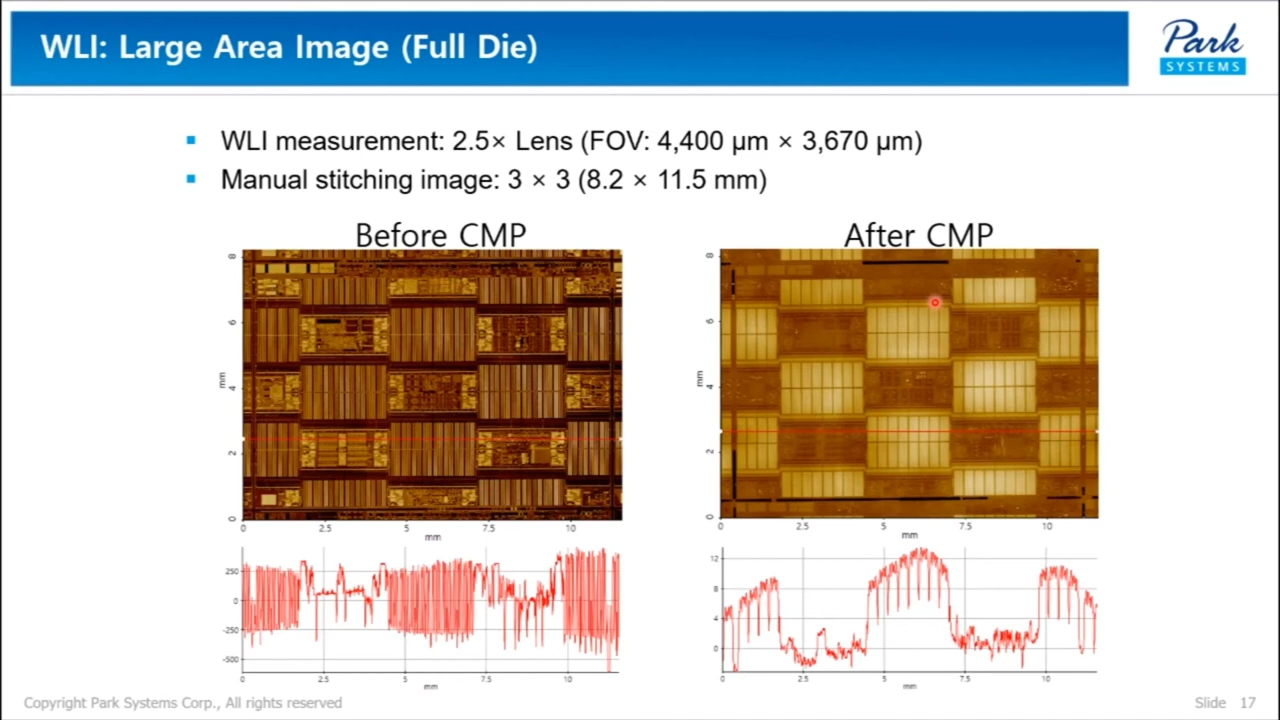 WLI: Large Area Image (Full Die)
Park
SYSTEMS
▪ WLI measurement: 2.5× Lens (FOV: 4,400 μm × 3,670 μm)
▪ Manual stitching image: 3 × 3 (8.2 × 11.5 mm)
Before CMP
After CMP
8
6
4
2
0
mm
0 2.5 5 7.5 10
mm
8
6
4
2
0
mm
0 2.5 5 7.5 10
mm
250
0
-250
-500
0 2.5 5 7.5 10
mm
12
8
4
0
0 2.5 5 7.5 10
mm
Copyright Park Systems Corp., All rights reserved
Slide 17